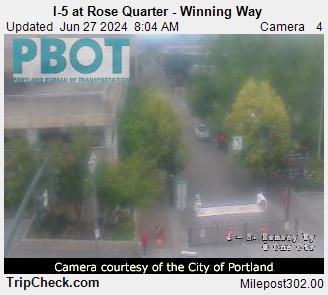 I-5 at Rose Quarter - Winning Way
Updated Jun 27 2024 8:04 AM Camera 4
PBOT
PORTLAND BUREAU OF TRANSPORTATION
Camera courtesy of the City of Portland
TripCheck.com Milepost302.00